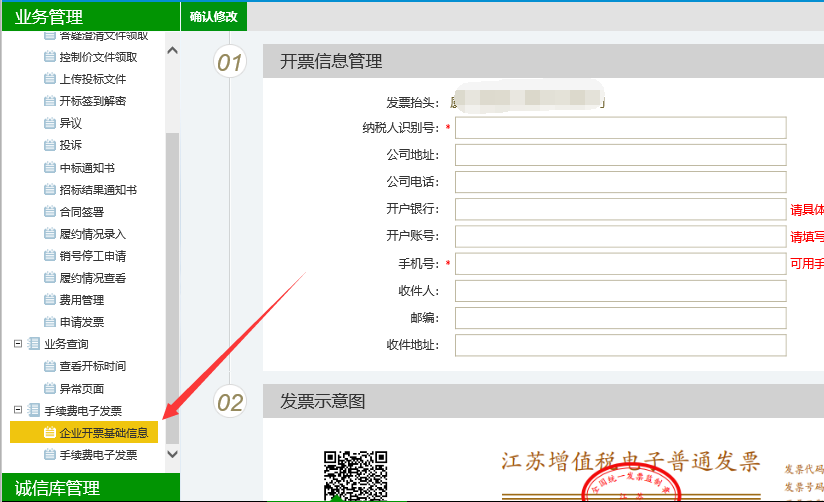 业务管理
确认修改
答疑澄清文件领取
控制价文件领取
上传投标文件
开标签到解密
异议
投诉
中标通知书
招标结果通知书
合同签署
履约情况录入
销号停工申请
履约情况查看
费用管理
申请发票
业务查询
查看开标时间
异常页面
手续费电子发票
企业开票基础信息
手续费电子发票
诚信库管理
01
开票信息管理
发票抬头:
纳税人识别号: *
公司地址:
公司电话:
开户银行:
请具体
开户账号:
请填写
手机号: *
可用手
收件人:
邮编:
收件地址:
02
发票示意图
江苏增值税电子普通发票
全国统一发票监制章
江苏
发票代码
发票号码